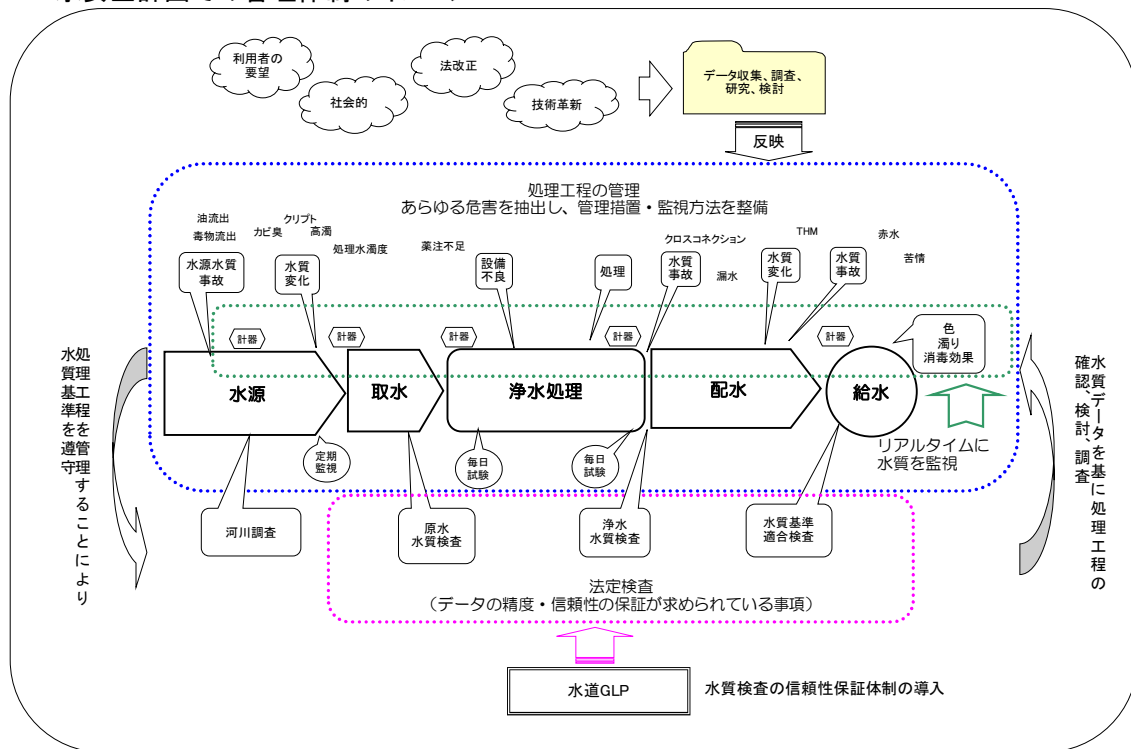 利用者の
要望
社会的
法改正
技術革新
データ収集、調査、
研究、検討
反映
処理工程の管理
あらゆる危害を抽出し、管理措置・監視方法を整備
油流出
毒物流出
カビ臭
クリプト
高濁
処理水濁度
薬注不足
クロスコネクション
漏水
THM
赤水
苦情
水源水質
事故
水質
変化
設備
不良
処理
水質
事故
水質
変化
水質
事故
計器
計器
計器
計器
計器
色
濁り
消毒効果
水源
取水
浄水処理
配水
給水
リアルタイムに
水質を監視
定期
監視
毎日
試験
毎日
試験
河川調査
原水
水質検査
浄水
水質検査
水質基準
適合検査
処理工程を管理することにより
水質基準を遵守
水質データを基に処理工程の
確認、検討、調査
法定検査
(データの精度・信頼性の保証が求められている事項)
水道GLP
水質検査の信頼性保証体制の導入